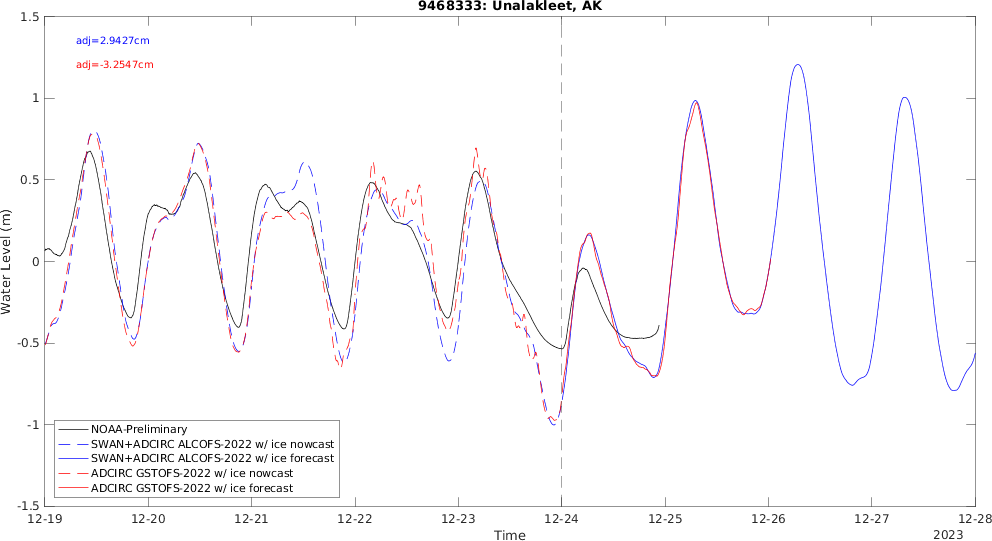 9468333: Unalakleet, AK
1.5
adj=2.9427cm
adj=-3.2547cm
1
0.5
0
-0.5
-1
-1.5
Water Level (m)
NOAA-Preliminary
SWAN+ADCIRC ALCOFS-2022 w/ ice nowcast
SWAN+ADCIRC ALCOFS-2022 w/ ice forecast
ADCIRC GSTOFS-2022 w/ ice nowcast
ADCIRC GSTOFS-2022 w/ ice forecast
12-19 12-20 12-21 12-22 12-23 12-24 12-25 12-26 12-27 12-28
Time
2023